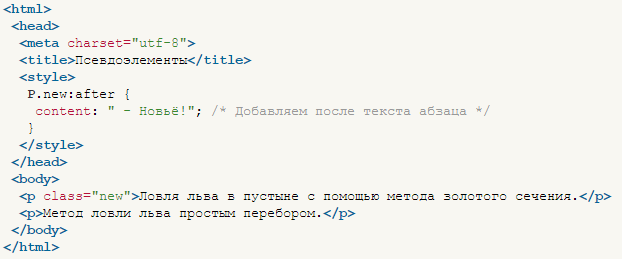 <html>
<head>
<meta charset="utf-8">
<title>Псевдоэлементы</title>
<style>
P.new:after {
content: " - Новьё!"; /* Добавляем после текста абзаца */
}
</style>
</head>
<body>
<p class="new">Ловля льва в пустыне с помощью метода золотого сечения.</p>
<p>Метод ловли льва простым перебором.</p>
</body>
</html>